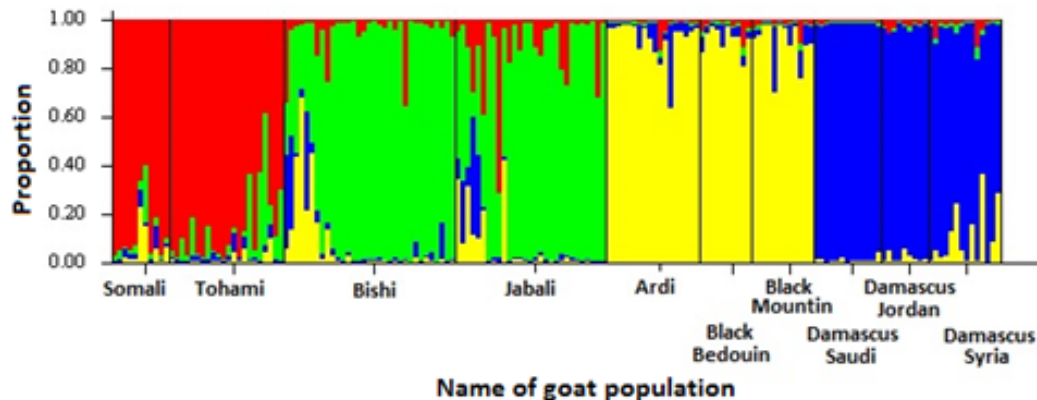 1.00
0.80
0.60
0.40
0.20
0.00
Proportion
Somali Tohami Bishi Jabali Ardi Black Mountin Damascus Jordan
Black Bedouin Damascus Saudi Damascus Syria
Name of goat population